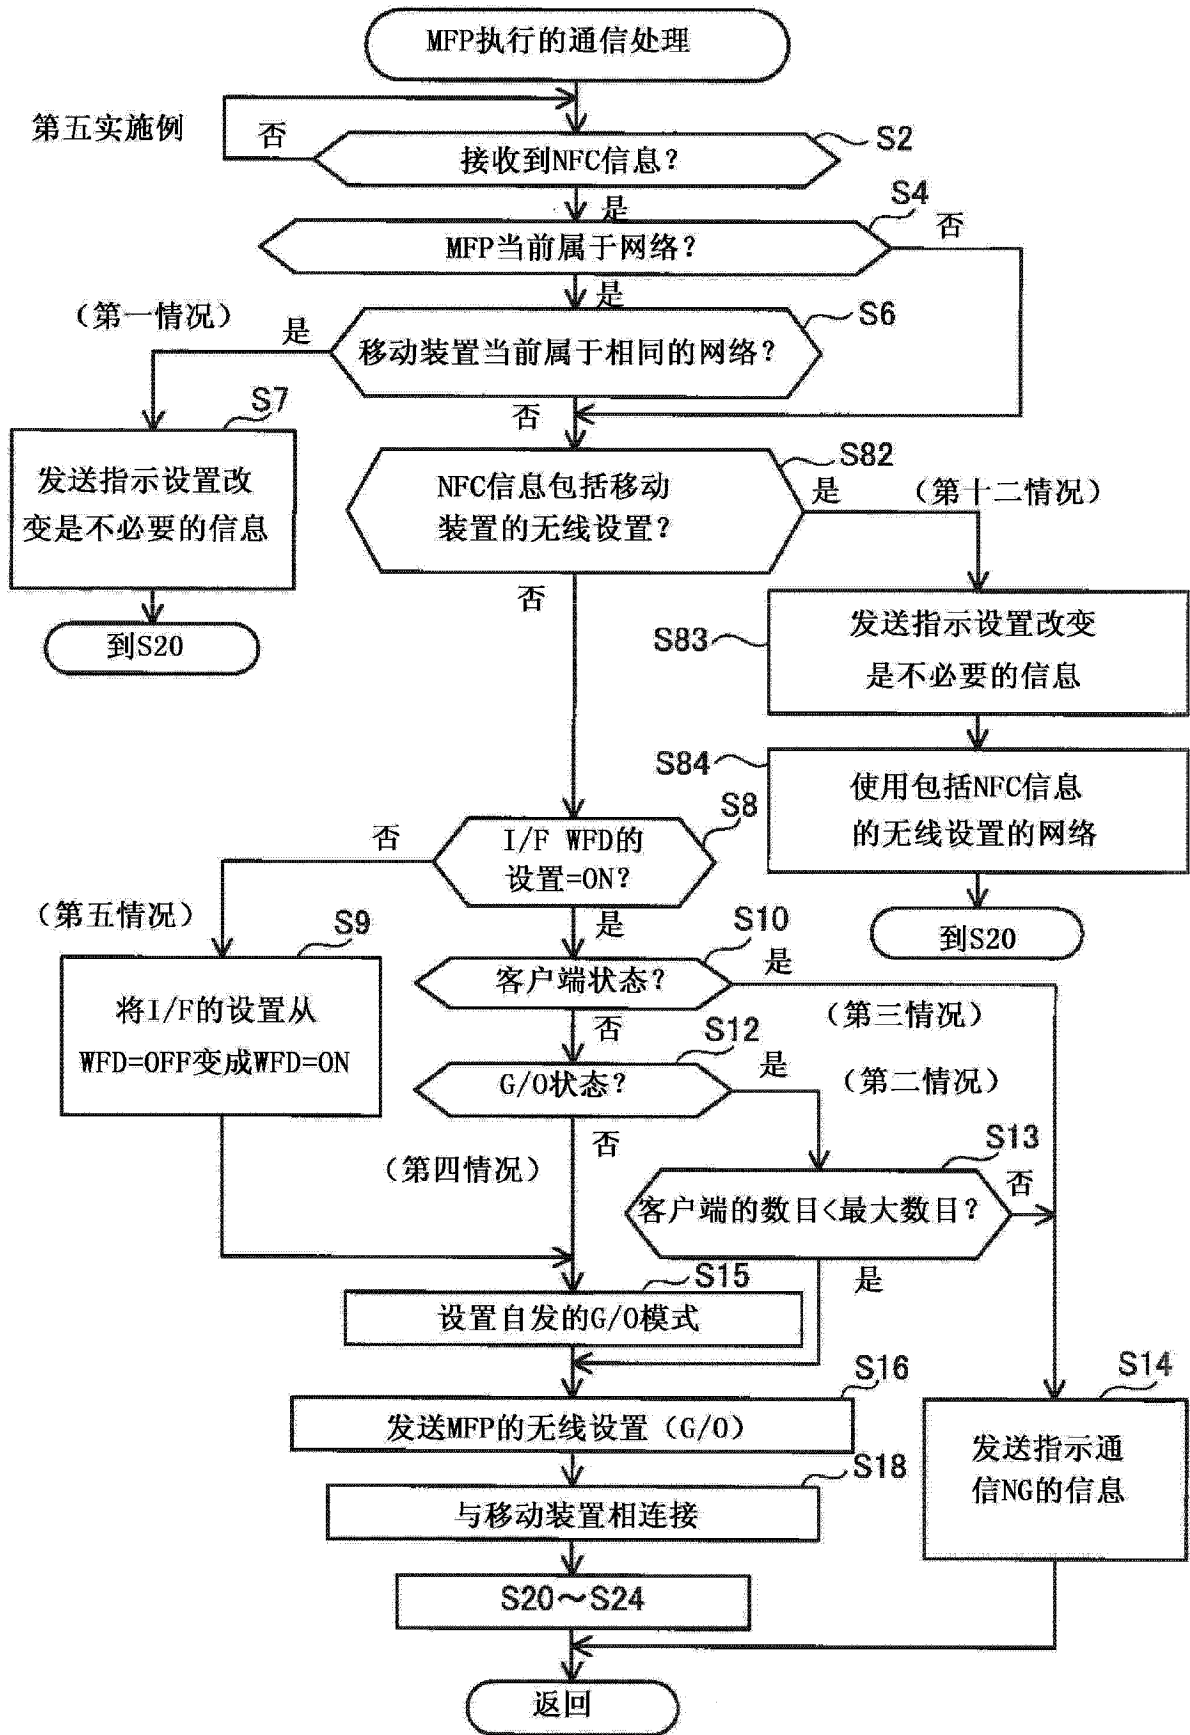 MFP执行的通信处理
第五实施例
否
S2
接收到NFC信息?
是
S4
否
MFP当前属于网络?
是
(第一情况)
是
S6
移动装置当前属于相同的网络?
S7
否
发送指示设置改
变是不必要的信息
到S20
S82
NFC信息包括移动
装置的无线设置?
是
(第十二情况)
否
S83
发送指示设置改变
是不必要的信息
S84
使用包括NFC信息
的无线设置的网络
到S20
S8
否
I/F WFD的
设置=ON?
(第五情况)
是
S9
将I/F的设置从
WFD=OFF变成WFD=ON
S10
客户端状态?
是
(第三情况)
否
S12
G/O状态?
是
(第二情况)
否
(第四情况)
S13
客户端的数目<最大数目?
否
是
S15
设置自发的G/O模式
S16
发送MFP的无线设置(G/O)
S14
发送指示通
信NG的信息
S18
与移动装置相连接
S20～S24
返回